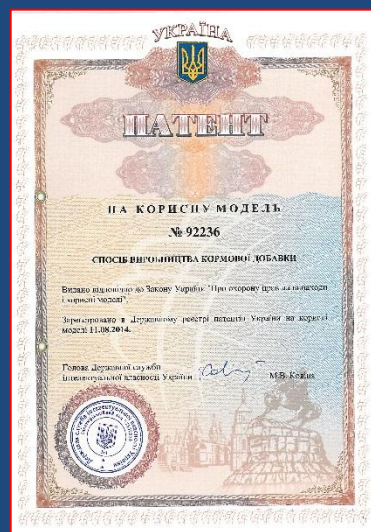 УКРАЇНА
ПАТЕНТ
НА КОРИСНУ МОДЕЛЬ
№ 92236
СПОСІБ ВИРОБНИЦТВА КОРМОВОЇ ДОБАВКИ
Видано відповідно до Закону України "Про охорону прав на винаходи
і корисні моделі".
Зареєстровано в Державному реєстрі патентів України на корисні
моделі 11.08.2014.
Голова Державної служби
інтелектуальної власності України
М.В.